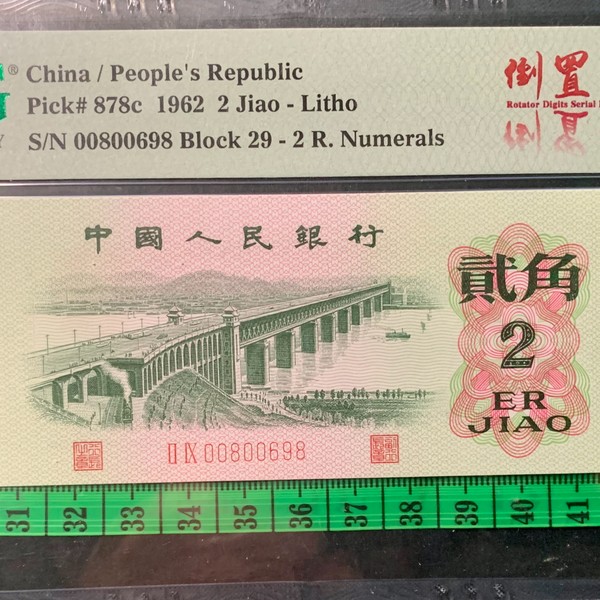 ® China / People's Republic
倒置
Pick# 878c 1962 2 Jiao - Litho
Rotator Digits Serial
S/N 00800698 Block 29 - 2 R. Numerals
中國人民銀行
貳角
2
ER
JIAO
II IX 00800698
31 32 33 34 35 36 37 38 39 40 41